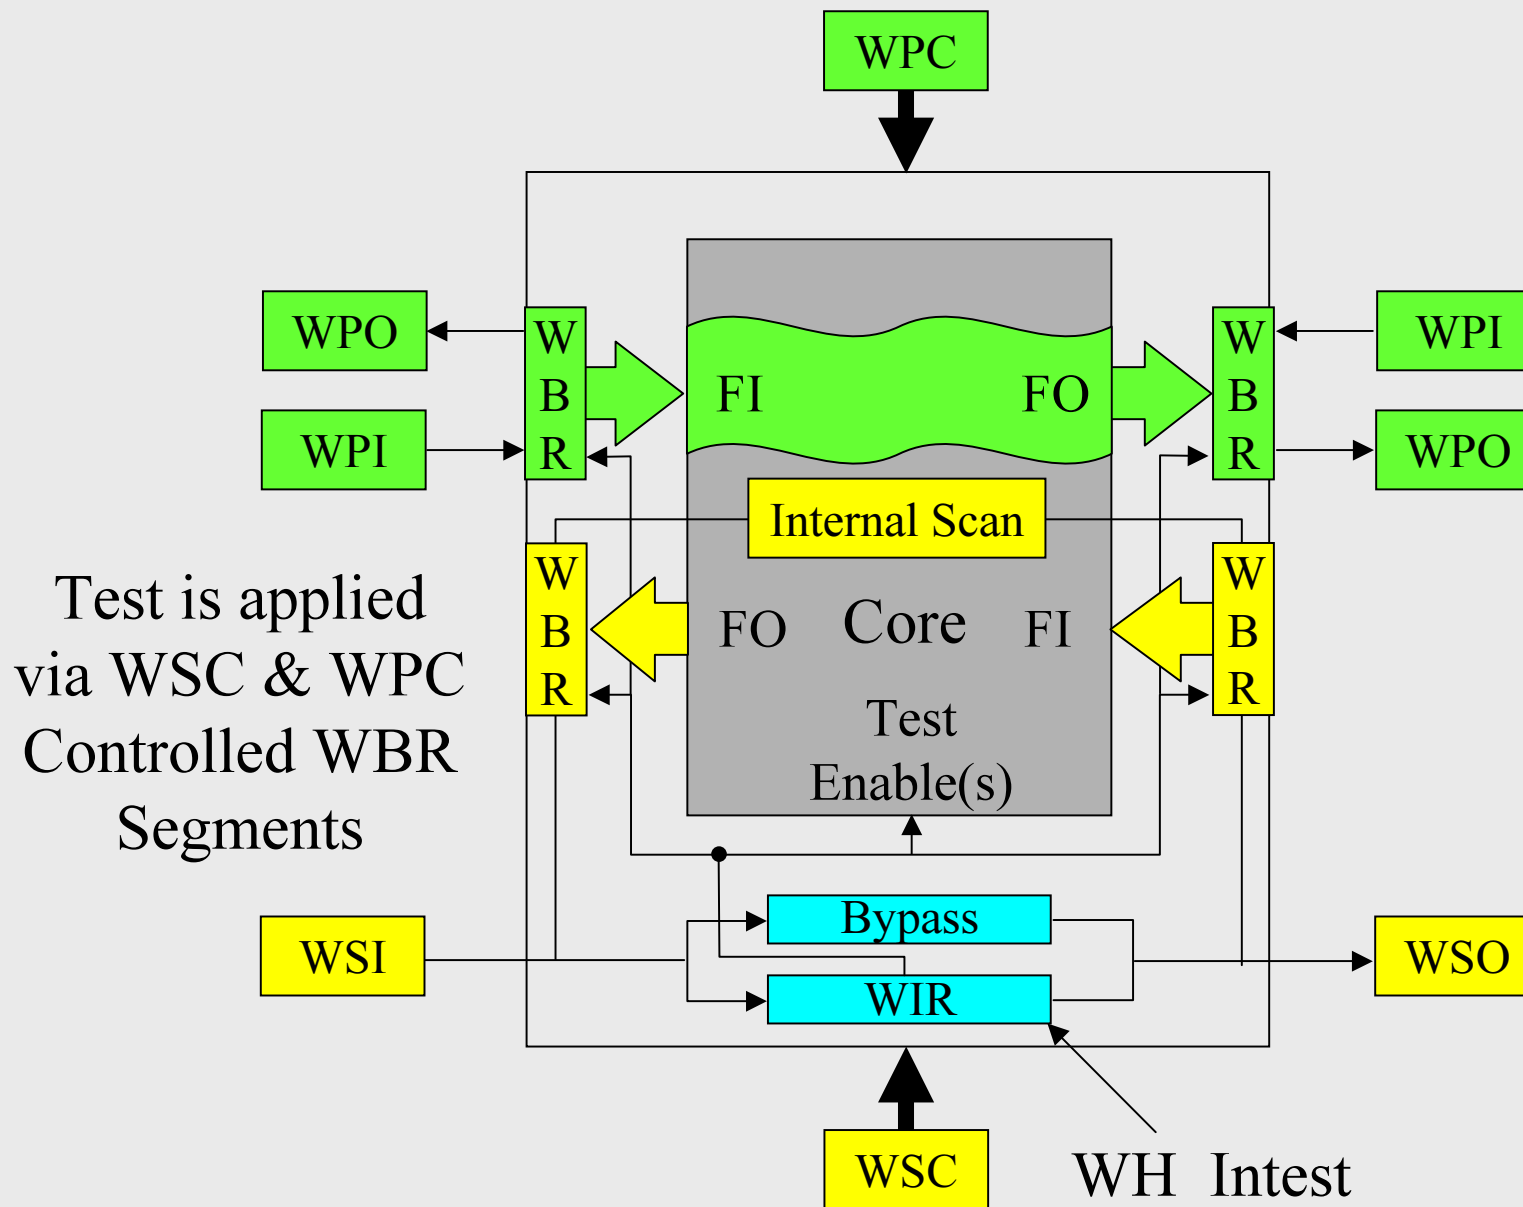 WPC
WPO
WPI
W
B
R
FI
FO
W
B
R
WPI
WPO
Internal Scan
W
B
R
FO
Core
FI
W
B
R
Test
Enable(s)
Test is applied
via WSC & WPC
Controlled WBR
Segments
WSI
Bypass
WIR
WSO
WSC
WH Intest